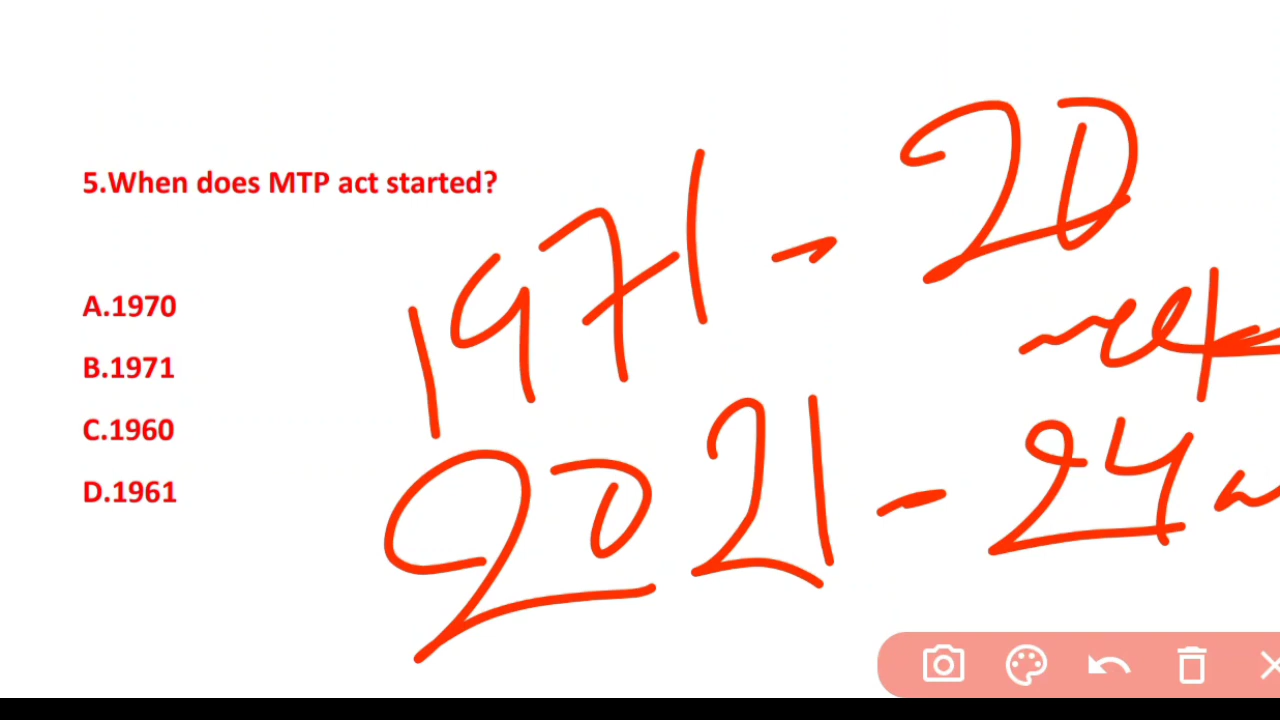 5.When does MTP act started?
A.1970
B.1971
C.1960
D.1961
1971 - 20
2021 - 24 w